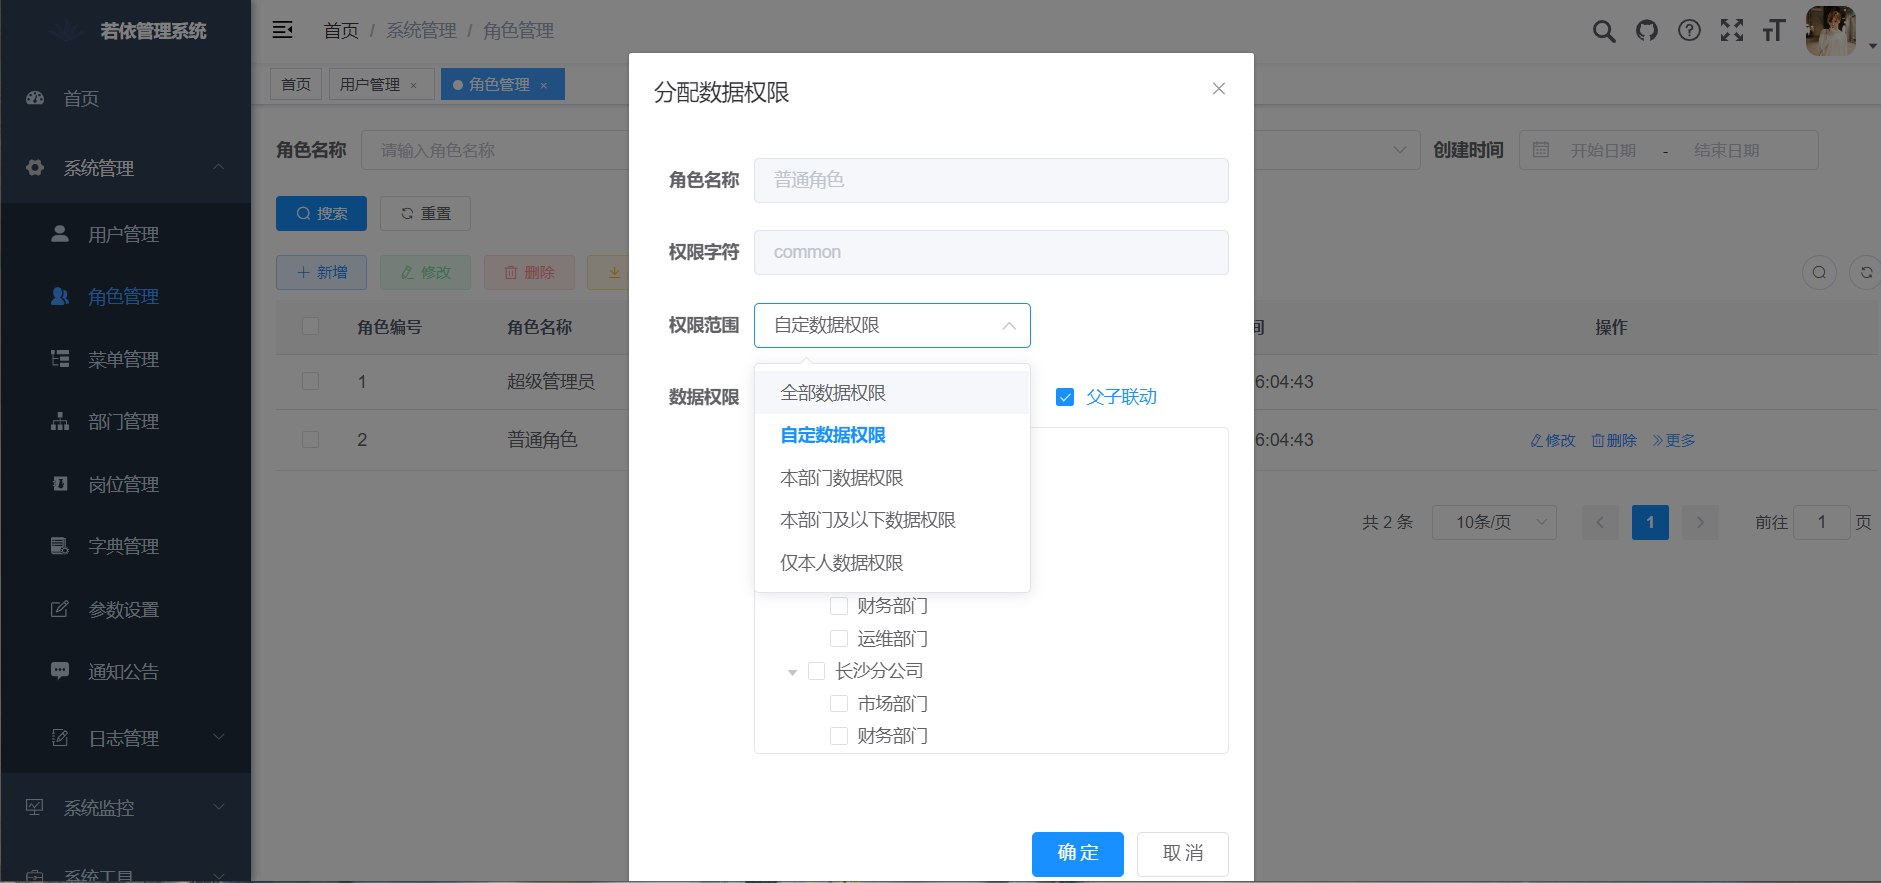 若依管理系统
首页
系统管理
用户管理
角色管理
菜单管理
部门管理
岗位管理
字典管理
参数设置
通知公告
日志管理
系统监控
系统工具
首页 / 系统管理 / 角色管理
首页
用户管理 ×
角色管理 ×
角色名称 请输入角色名称
创建时间 开始日期 - 结束日期
搜索 重置
新增 修改 删除
角色编号 角色名称 操作
1 超级管理员 6:04:43
2 普通角色 6:04:43 修改 删除 更多
共 2 条 10条/页 1 前往 1 页
分配数据权限
角色名称 普通角色
权限字符 common
权限范围 自定数据权限
数据权限 父子联动
全部数据权限
自定数据权限
本部门数据权限
本部门及以下数据权限
仅本人数据权限
财务部门
运维部门
长沙分公司
市场部门
财务部门
确 定 取 消